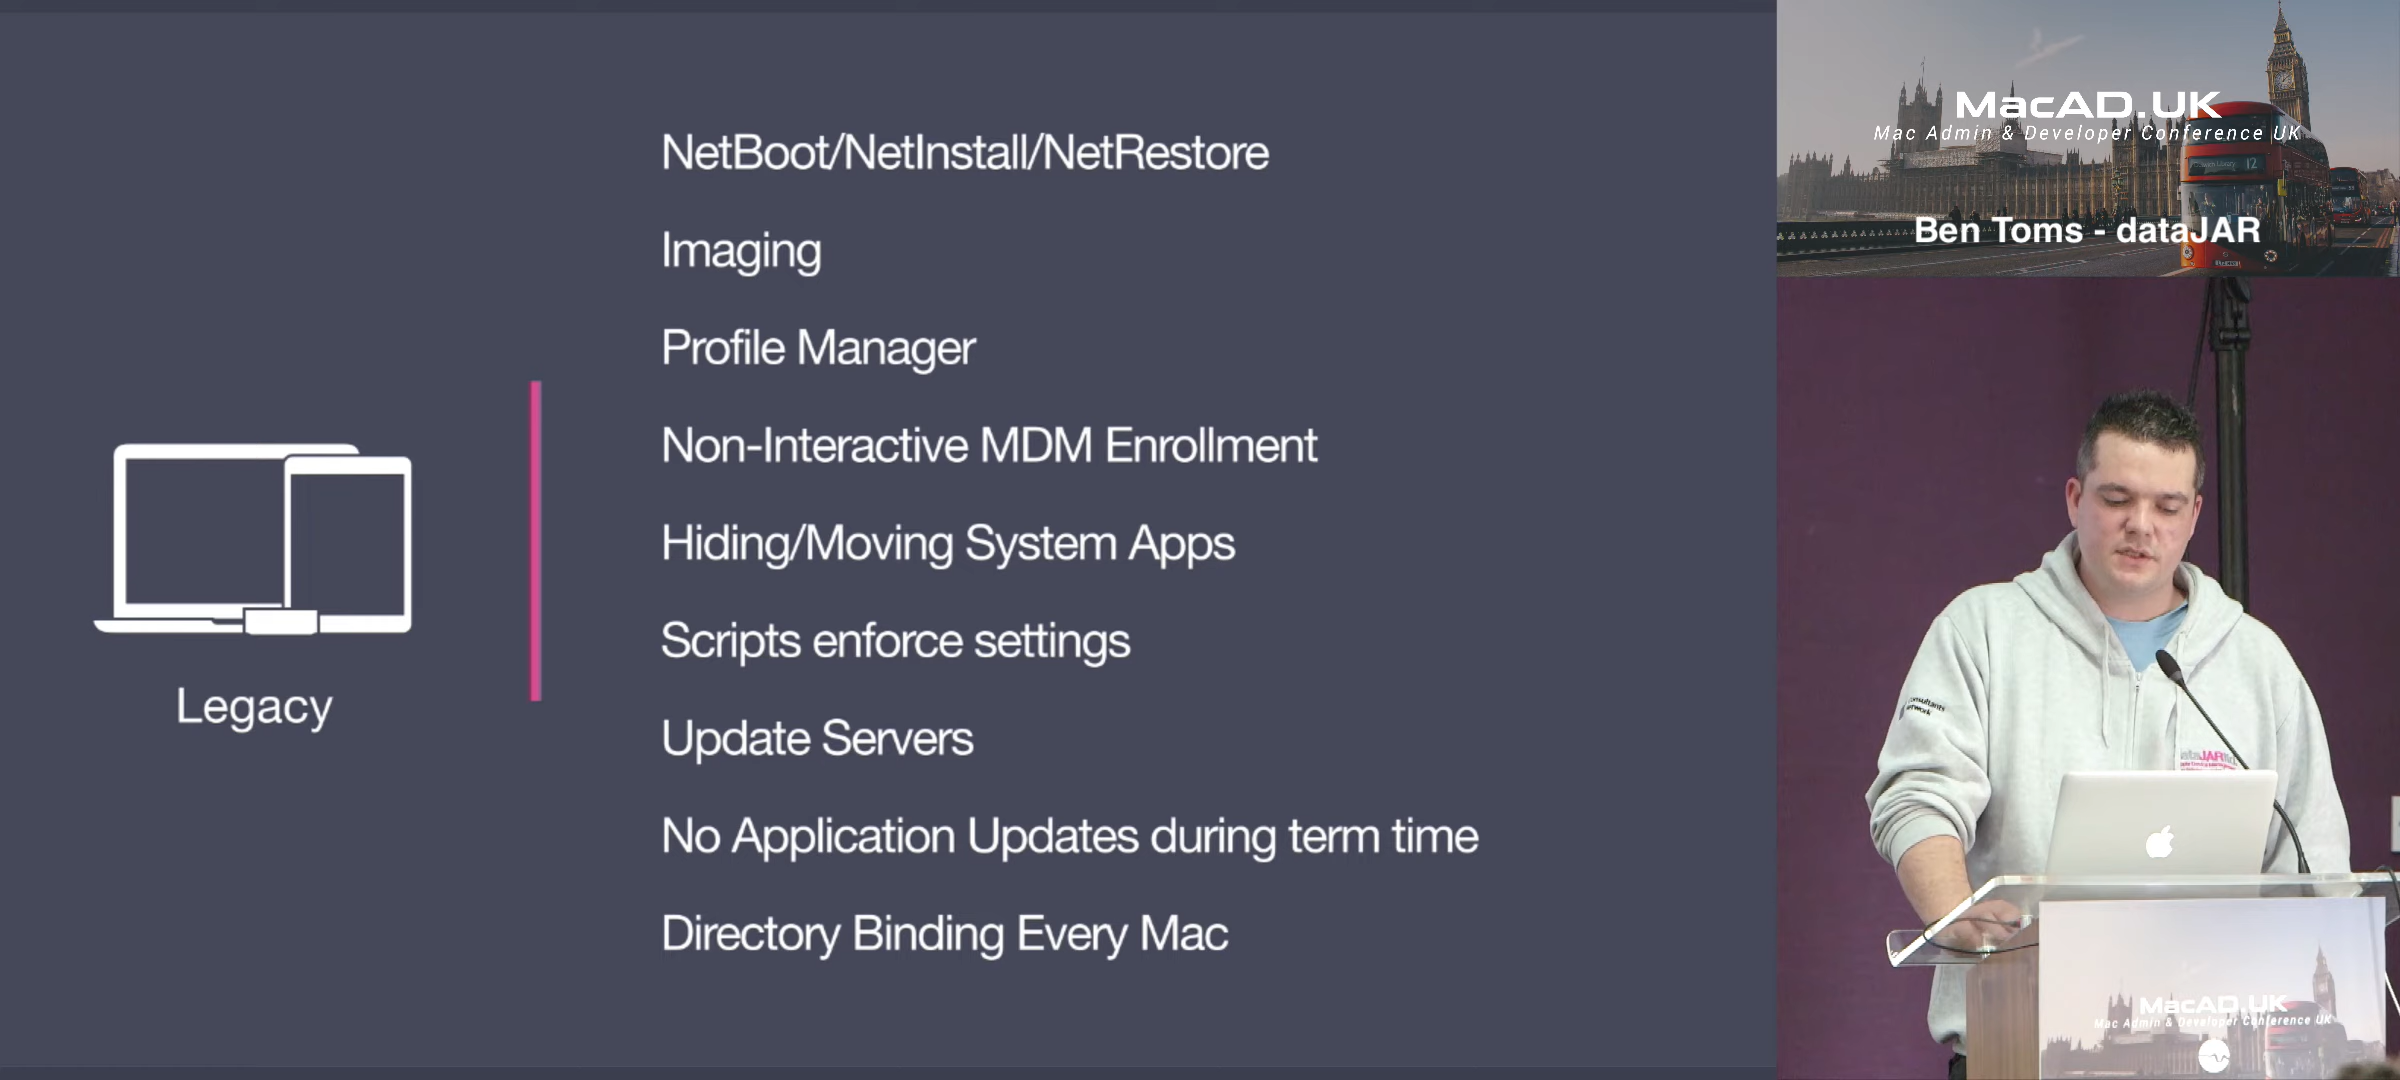 NetBoot/NetInstall/NetRestore
Imaging
Profile Manager
Non-Interactive MDM Enrollment
Hiding/Moving System Apps
Scripts enforce settings
Update Servers
No Application Updates during term time
Directory Binding Every Mac
Legacy
MacAD.UK
Mac Admin & Developer Conference UK
12
Ben Toms - dataJAR
JAR
MacAD.UK
Mac Admin & Developer Conference UK